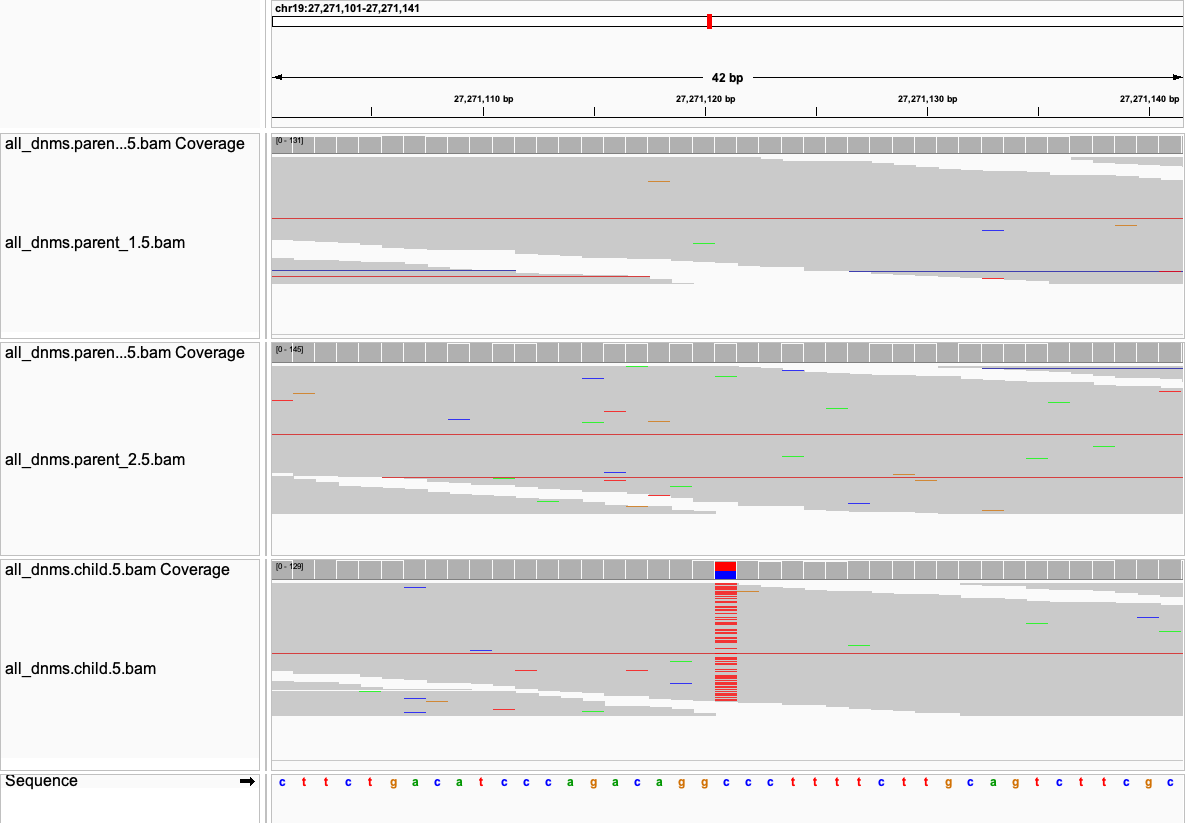 chr19:27,271,101-27,271,141
42 bp
27,271,110 bp 27,271,120 bp 27,271,130 bp 27,271,140 bp
all_dnms.paren...5.bam Coverage
[0 - 131]
all_dnms.parent_1.5.bam
all_dnms.paren...5.bam Coverage
[0 - 145]
all_dnms.parent_2.5.bam
all_dnms.child.5.bam Coverage
[0 - 129]
all_dnms.child.5.bam
Sequence
c t t c t g a c a t c c c a g a c a g g c c c t t t t c t t g c a g t c t t c g c